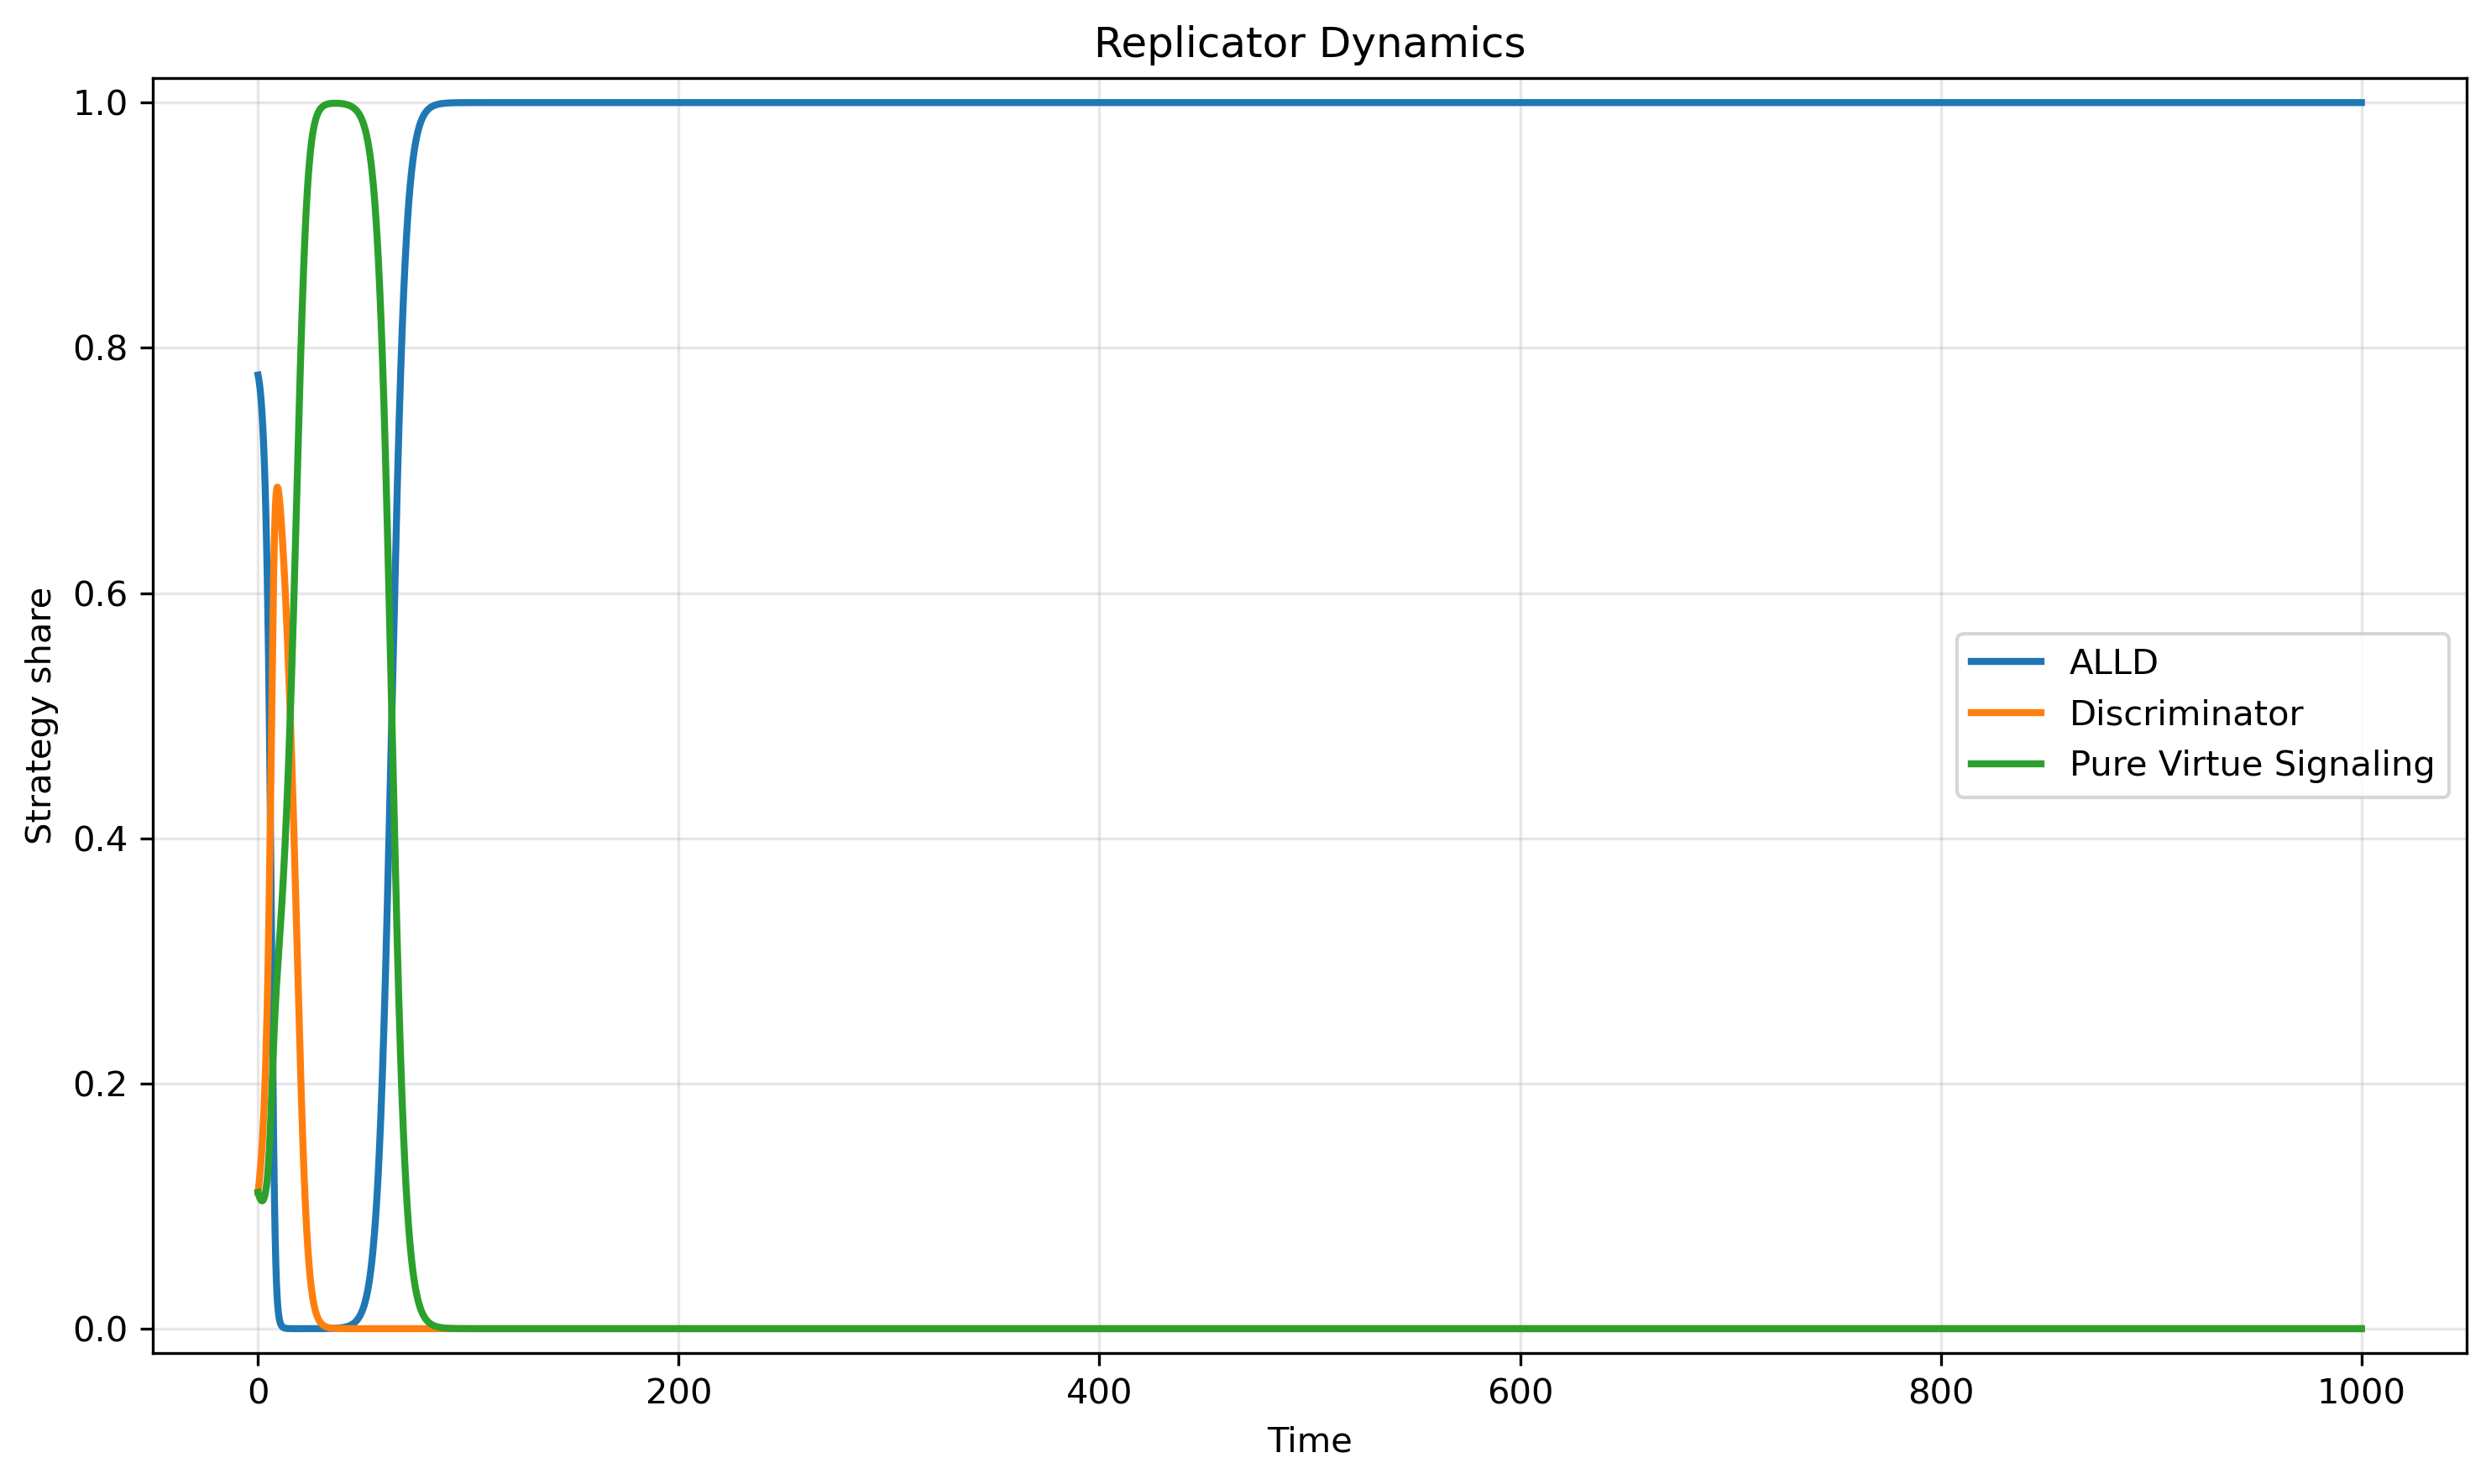 Replicator Dynamics
Strategy share
1.0
0.8
0.6
0.4
0.2
0.0
ALLD
Discriminator
Pure Virtue Signaling
0 200 400 600 800 1000
Time